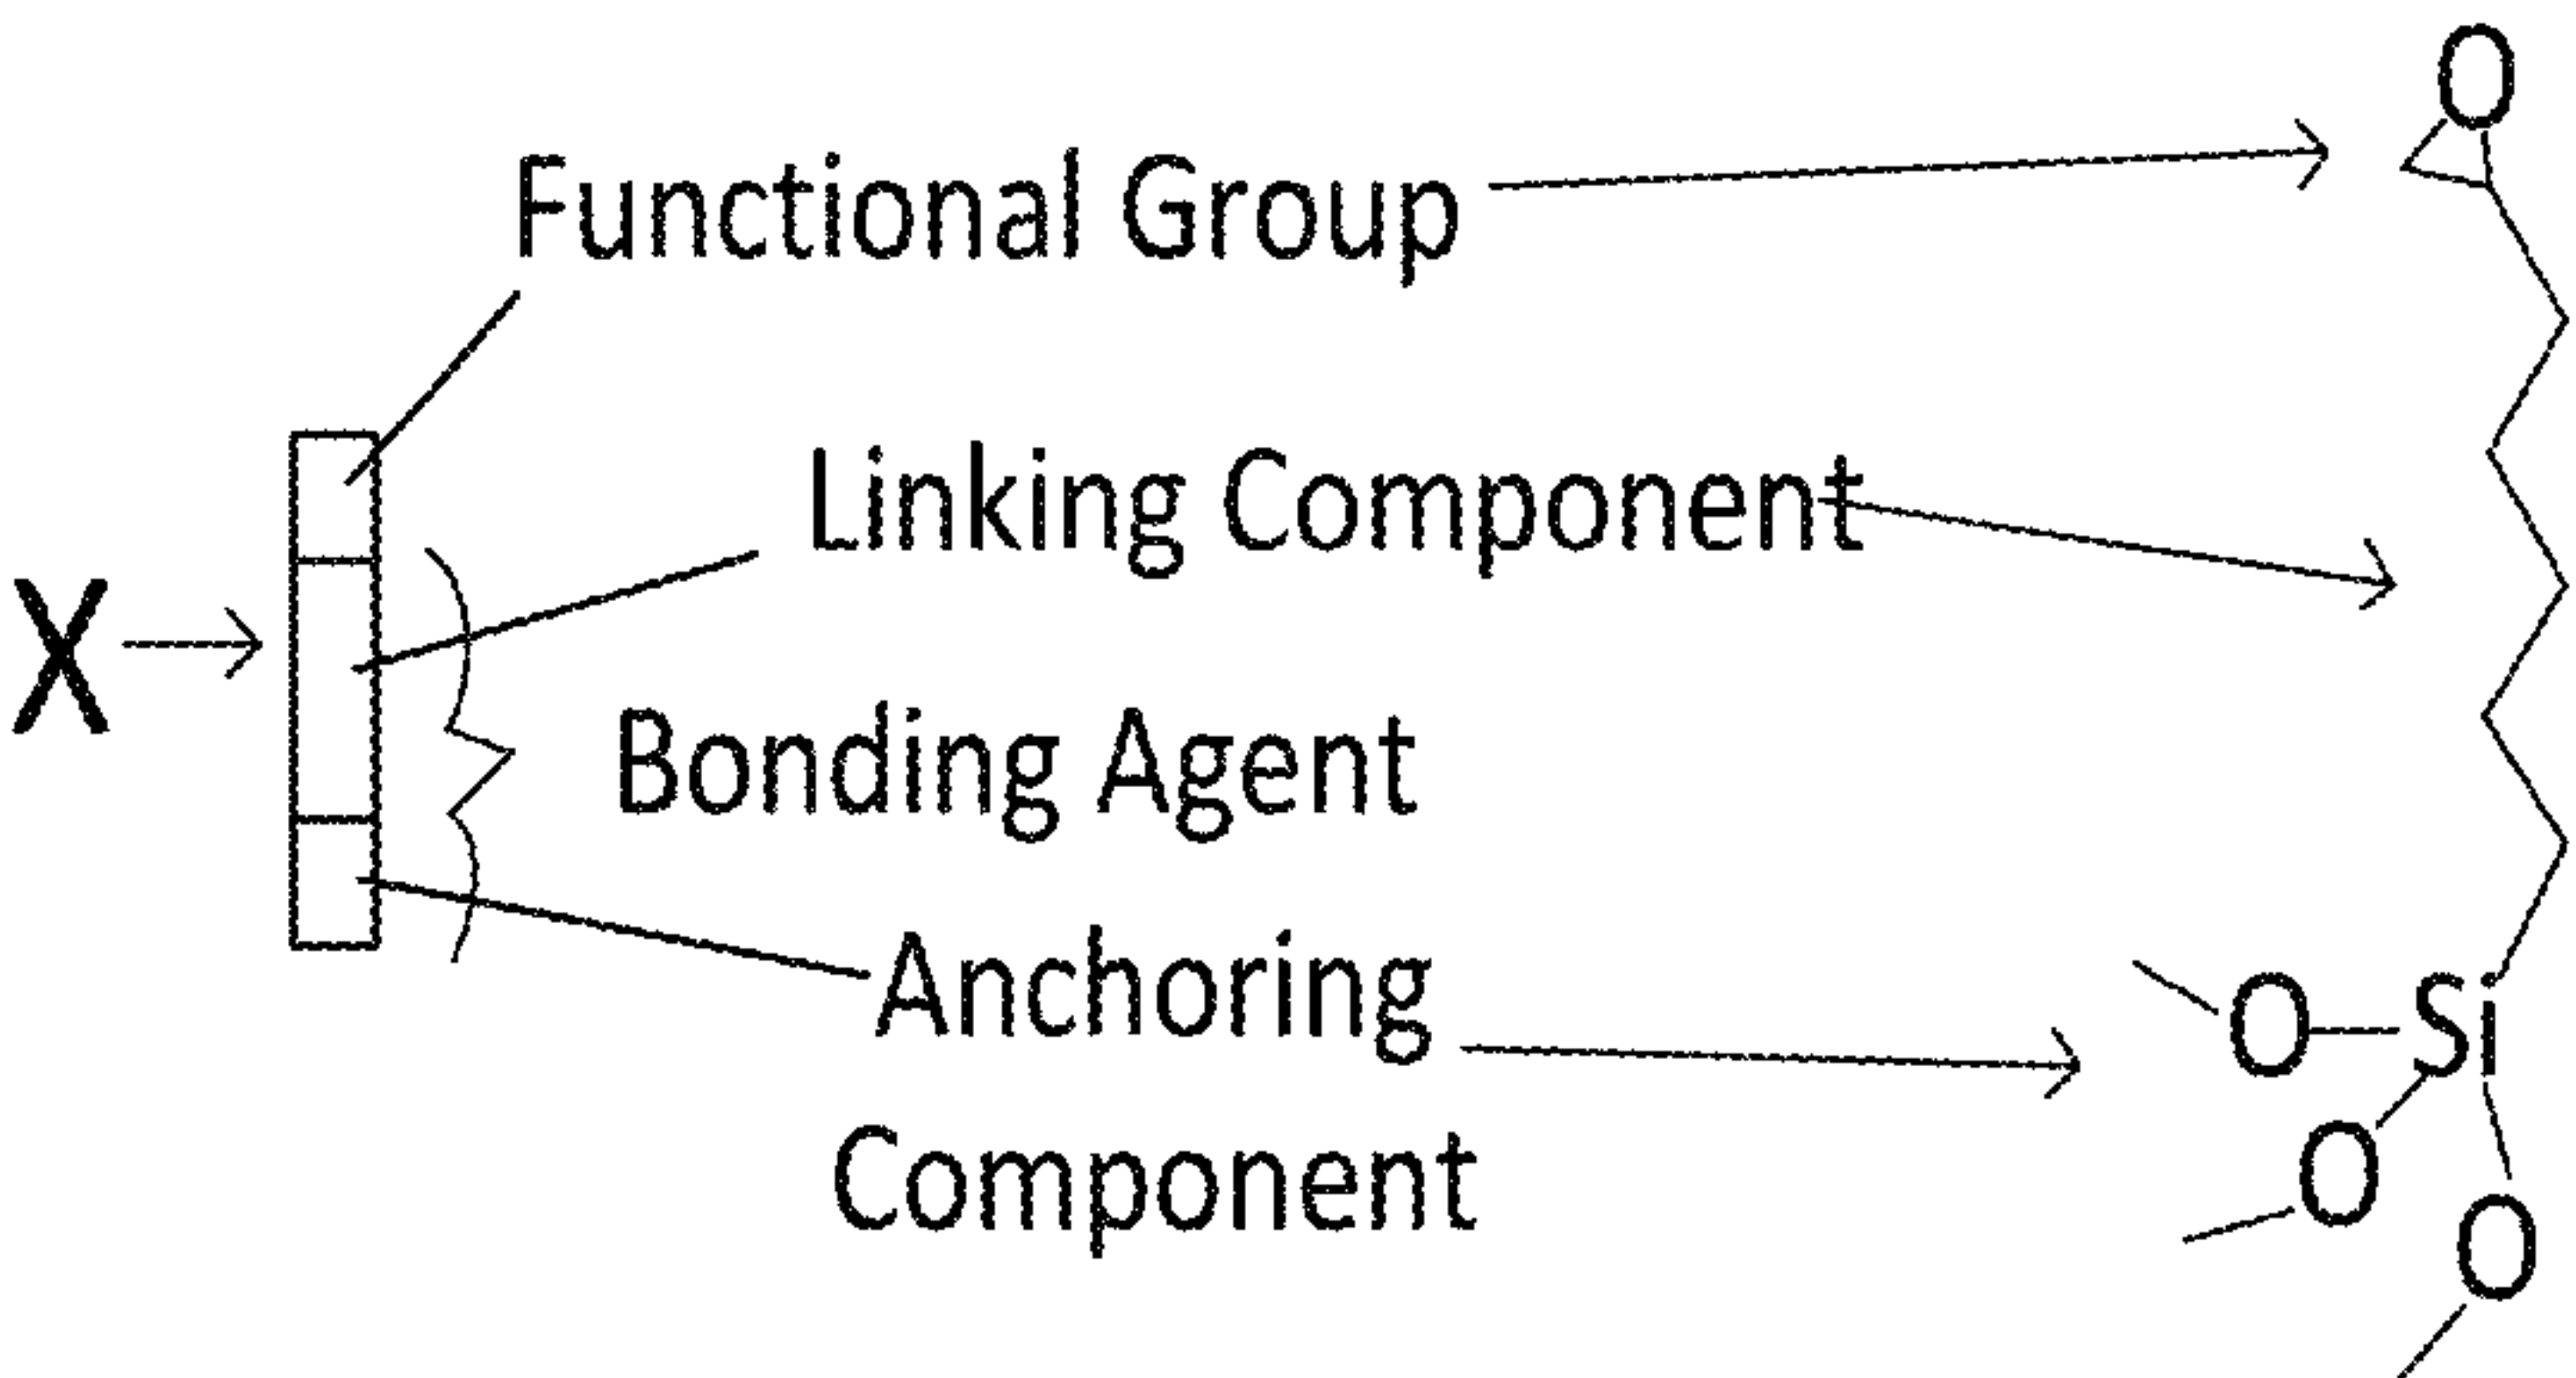 O
Functional Group
Linking Component
X
Bonding Agent
Anchoring
Component
O
Si
O
O